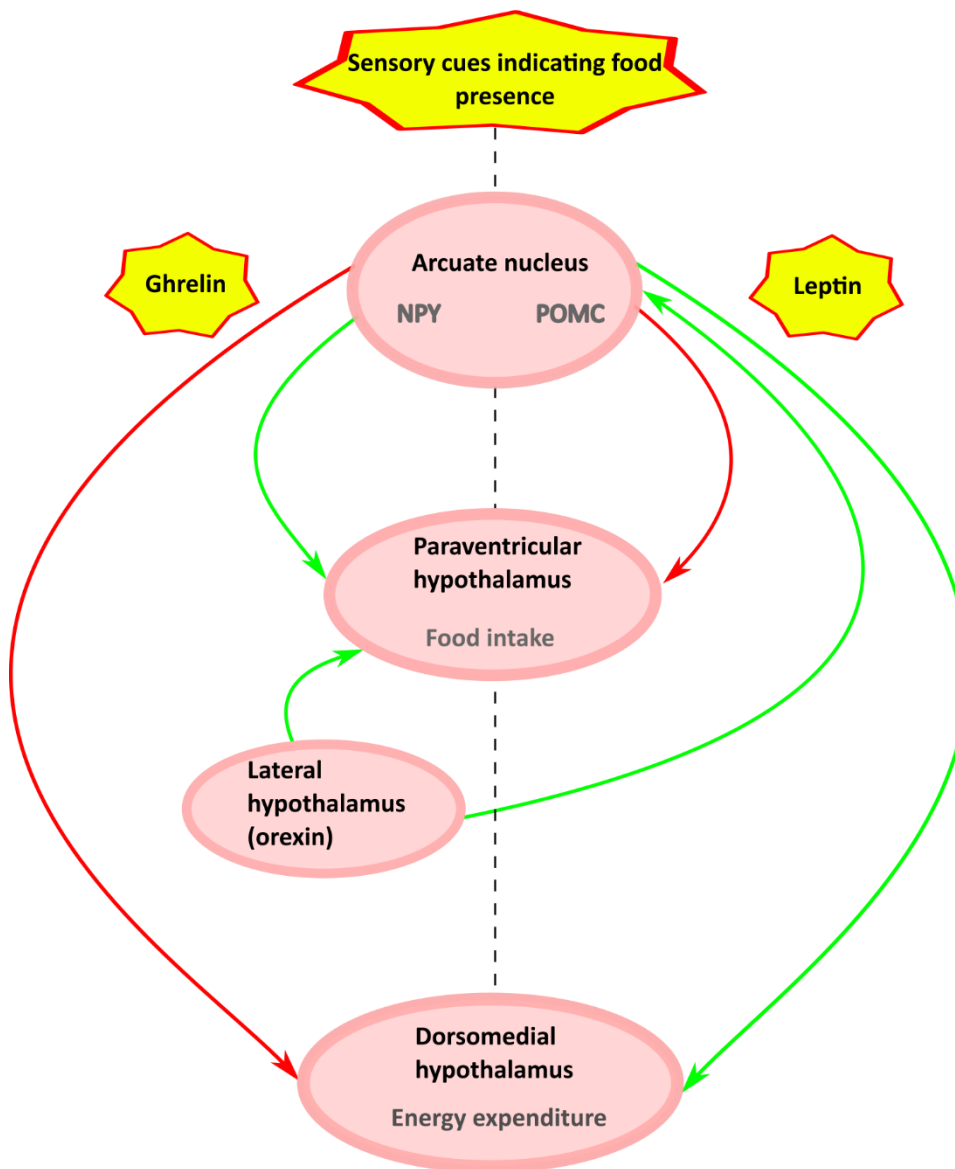 Sensory cues indicating food
presence
Arcuate nucleus
NPY POMC
Ghrelin
Leptin
Paraventricular
hypothalamus
Food intake
Lateral
hypothalamus
(orexin)
Dorsomedial
hypothalamus
Energy expenditure